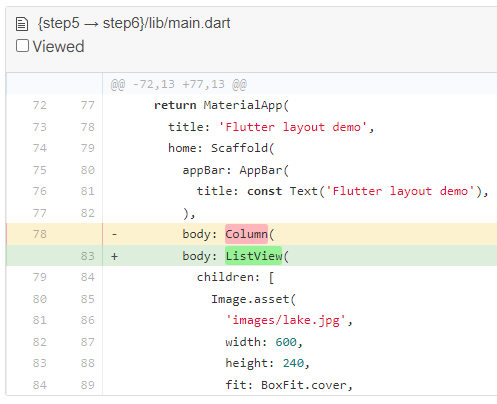 {step5 → step6}/lib/main.dart
Viewed
@@ -72,13 +77,13 @@
72 77 return MaterialApp(
73 78 title: 'Flutter layout demo',
74 79 home: Scaffold(
75 80 appBar: AppBar(
76 81 title: const Text('Flutter layout demo'),
77 82 ),
78 - body: Column(
83 + body: ListView(
79 84 children: [
80 85 Image.asset(
81 86 'images/lake.jpg',
82 87 width: 600,
83 88 height: 240,
84 89 fit: BoxFit.cover,